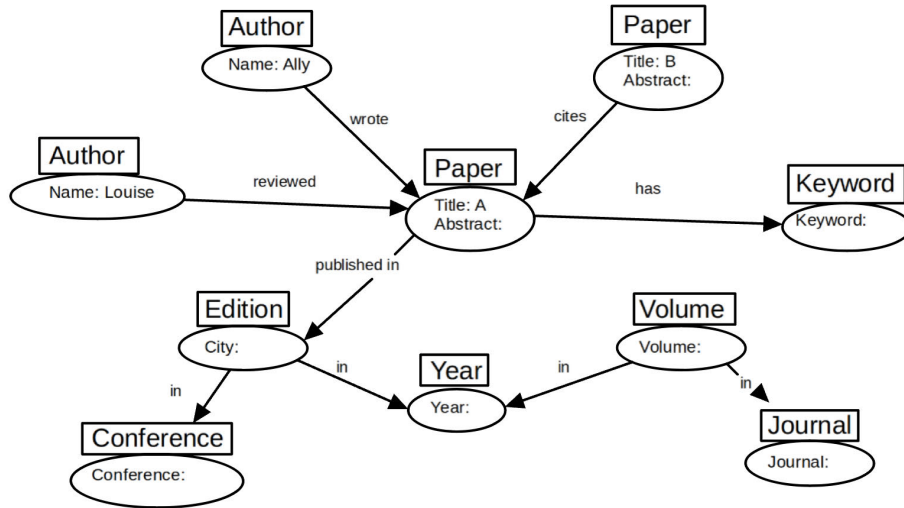 Author
Name: Ally
Paper
Title: B
Abstract:
wrote
cites
Author
Name: Louise
reviewed
Paper
Title: A
Abstract:
has
Keyword
Keyword:
published in
Edition
City:
Volume
Volume:
in
in
Year
Year:
in
in
Conference
Conference:
Journal
Journal: